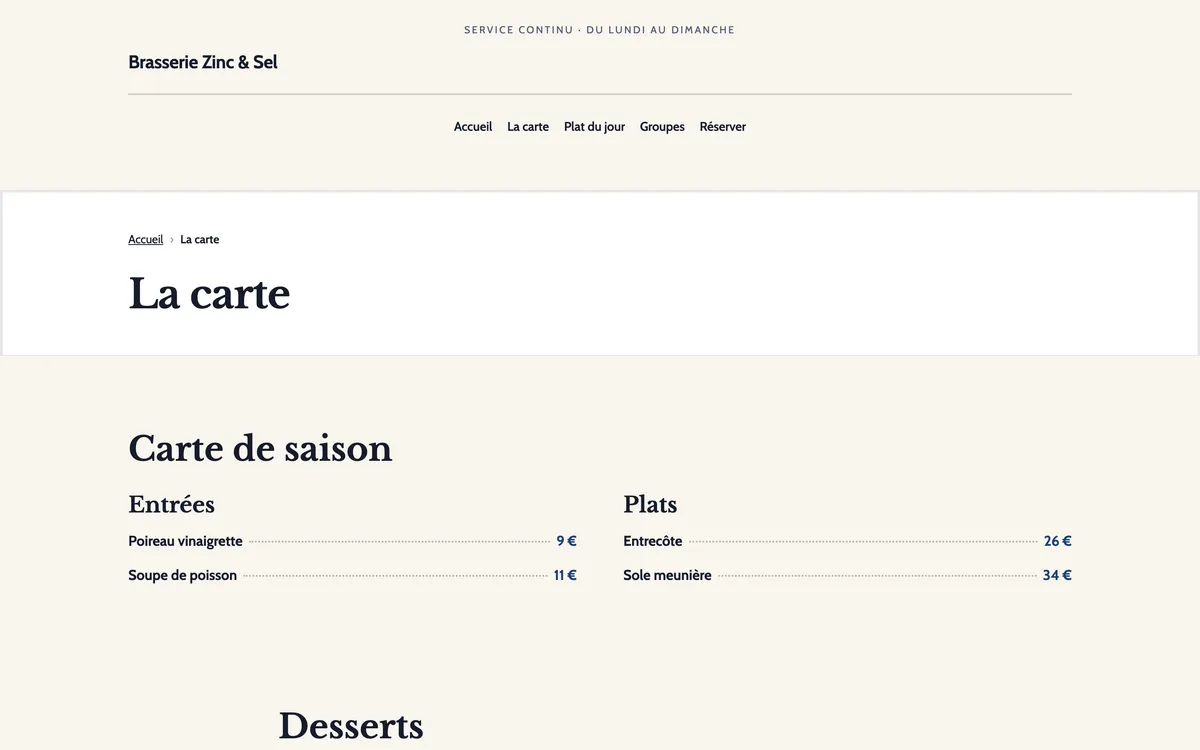 SERVICE CONTINU · DU LUNDI AU DIMANCHE
Brasserie Zinc & Sel
Accueil La carte Plat du jour Groupes Réserver
Accueil › La carte
La carte
Carte de saison
Entrées
Poireau vinaigrette 9 €
Soupe de poisson 11 €
Plats
Entrecôte 26 €
Sole meunière 34 €
Desserts